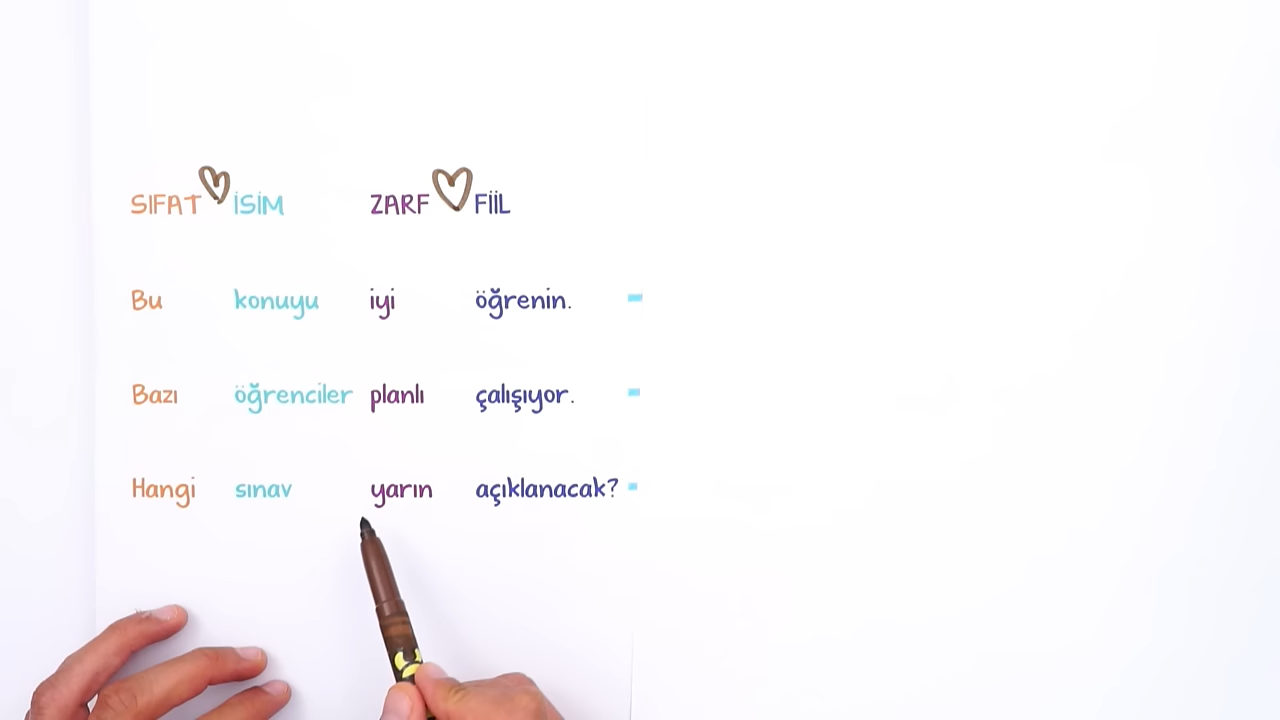 SIFAT İSİM ZARF FİİL
Bu konuyu iyi öğrenin.
Bazı öğrenciler planlı çalışıyor.
Hangi sınav yarın açıklanacak?